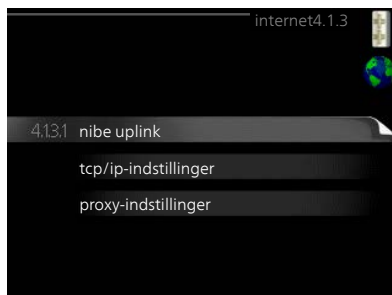 internet4.1.3
4.1.3.1 nibe uplink
tcp/ip-indstillinger
proxy-indstillinger